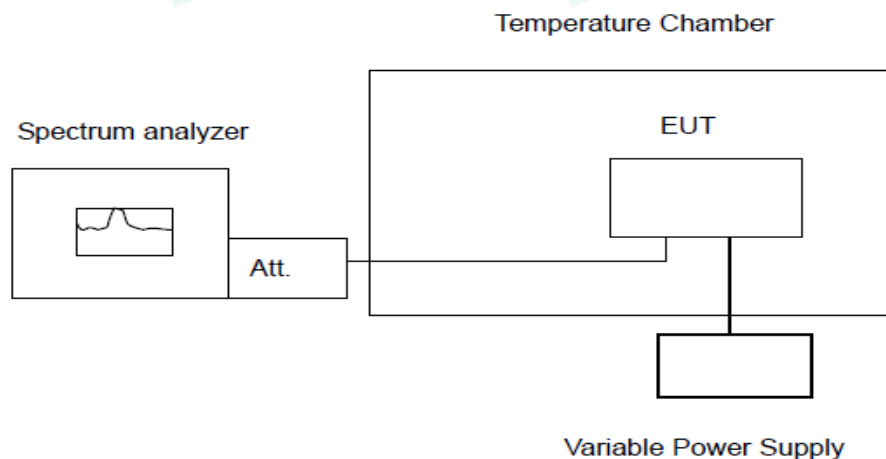 Temperature Chamber
Spectrum analyzer
EUT
Att.
Variable Power Supply